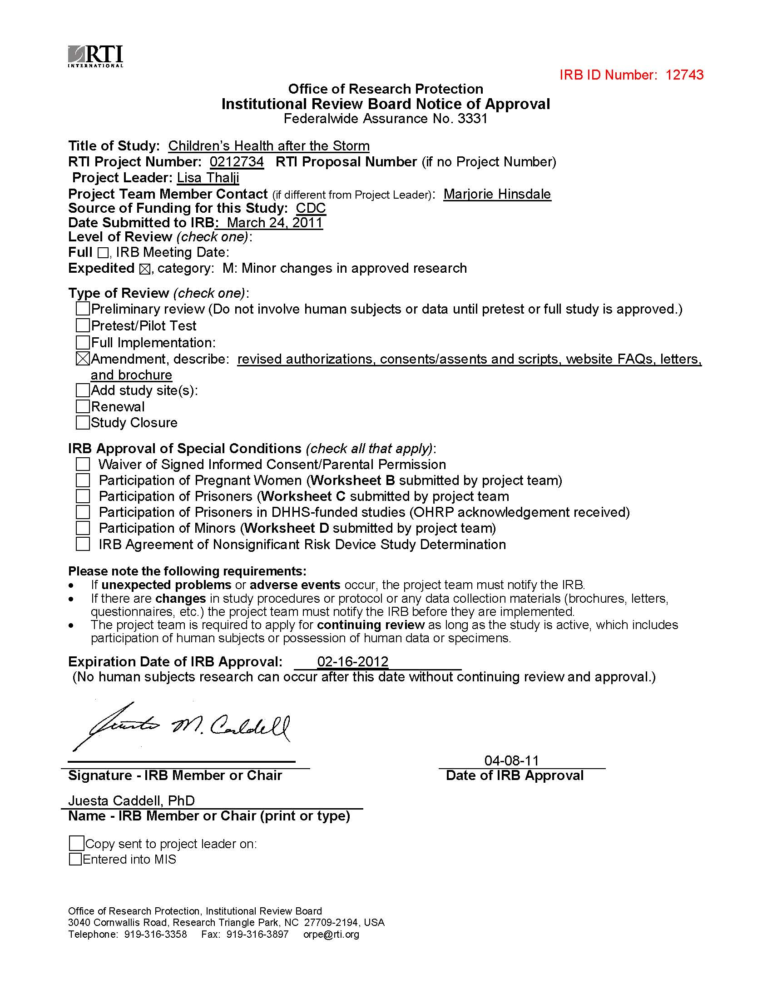 RTI
INTERNATIONAL
IRB ID Number: 12743
Office of Research Protection
Institutional Review Board Notice of Approval
Federalwide Assurance No. 3331
Title of Study: Children's Health after the Storm
RTI Project Number: 0212734 RTI Proposal Number (if no Project Number)
Project Leader: Lisa Thalji
Project Team Member Contact (if different from Project Leader): Marjorie Hinsdale
Source of Funding for this Study: CDC
Date Submitted to IRB: March 24, 2011
Level of Review (check one):
Full ☐, IRB Meeting Date:
Expedited ☒, category: M: Minor changes in approved research
Type of Review (check one):
☐Preliminary review (Do not involve human subjects or data until pretest or full study is approved.)
☐Pretest/Pilot Test
☐Full Implementation:
☒Amendment, describe: revised authorizations, consents/assents and scripts, website FAQs, letters,
and brochure
☐Add study site(s):
☐Renewal
☐Study Closure
IRB Approval of Special Conditions (check all that apply):
☐ Waiver of Signed Informed Consent/Parental Permission
☐ Participation of Pregnant Women (Worksheet B submitted by project team)
☐ Participation of Prisoners (Worksheet C submitted by project team
☐ Participation of Prisoners in DHHS-funded studies (OHRP acknowledgement received)
☐ Participation of Minors (Worksheet D submitted by project team)
☐ IRB Agreement of Nonsignificant Risk Device Study Determination
Please note the following requirements:
• If unexpected problems or adverse events occur, the project team must notify the IRB.
• If there are changes in study procedures or protocol or any data collection materials (brochures, letters,
questionnaires, etc.) the project team must notify the IRB before they are implemented.
• The project team is required to apply for continuing review as long as the study is active, which includes
participation of human subjects or possession of human data or specimens.
Expiration Date of IRB Approval: 02-16-2012
(No human subjects research can occur after this date without continuing review and approval.)
Juesta M. Caddell
04-08-11
Signature - IRB Member or Chair Date of IRB Approval
Juesta Caddell, PhD
Name - IRB Member or Chair (print or type)
☐Copy sent to project leader on:
☐Entered into MIS
Office of Research Protection, Institutional Review Board
3040 Cornwallis Road, Research Triangle Park, NC 27709-2194, USA
Telephone: 919-316-3358 Fax: 919-316-3897 orpe@rti.org